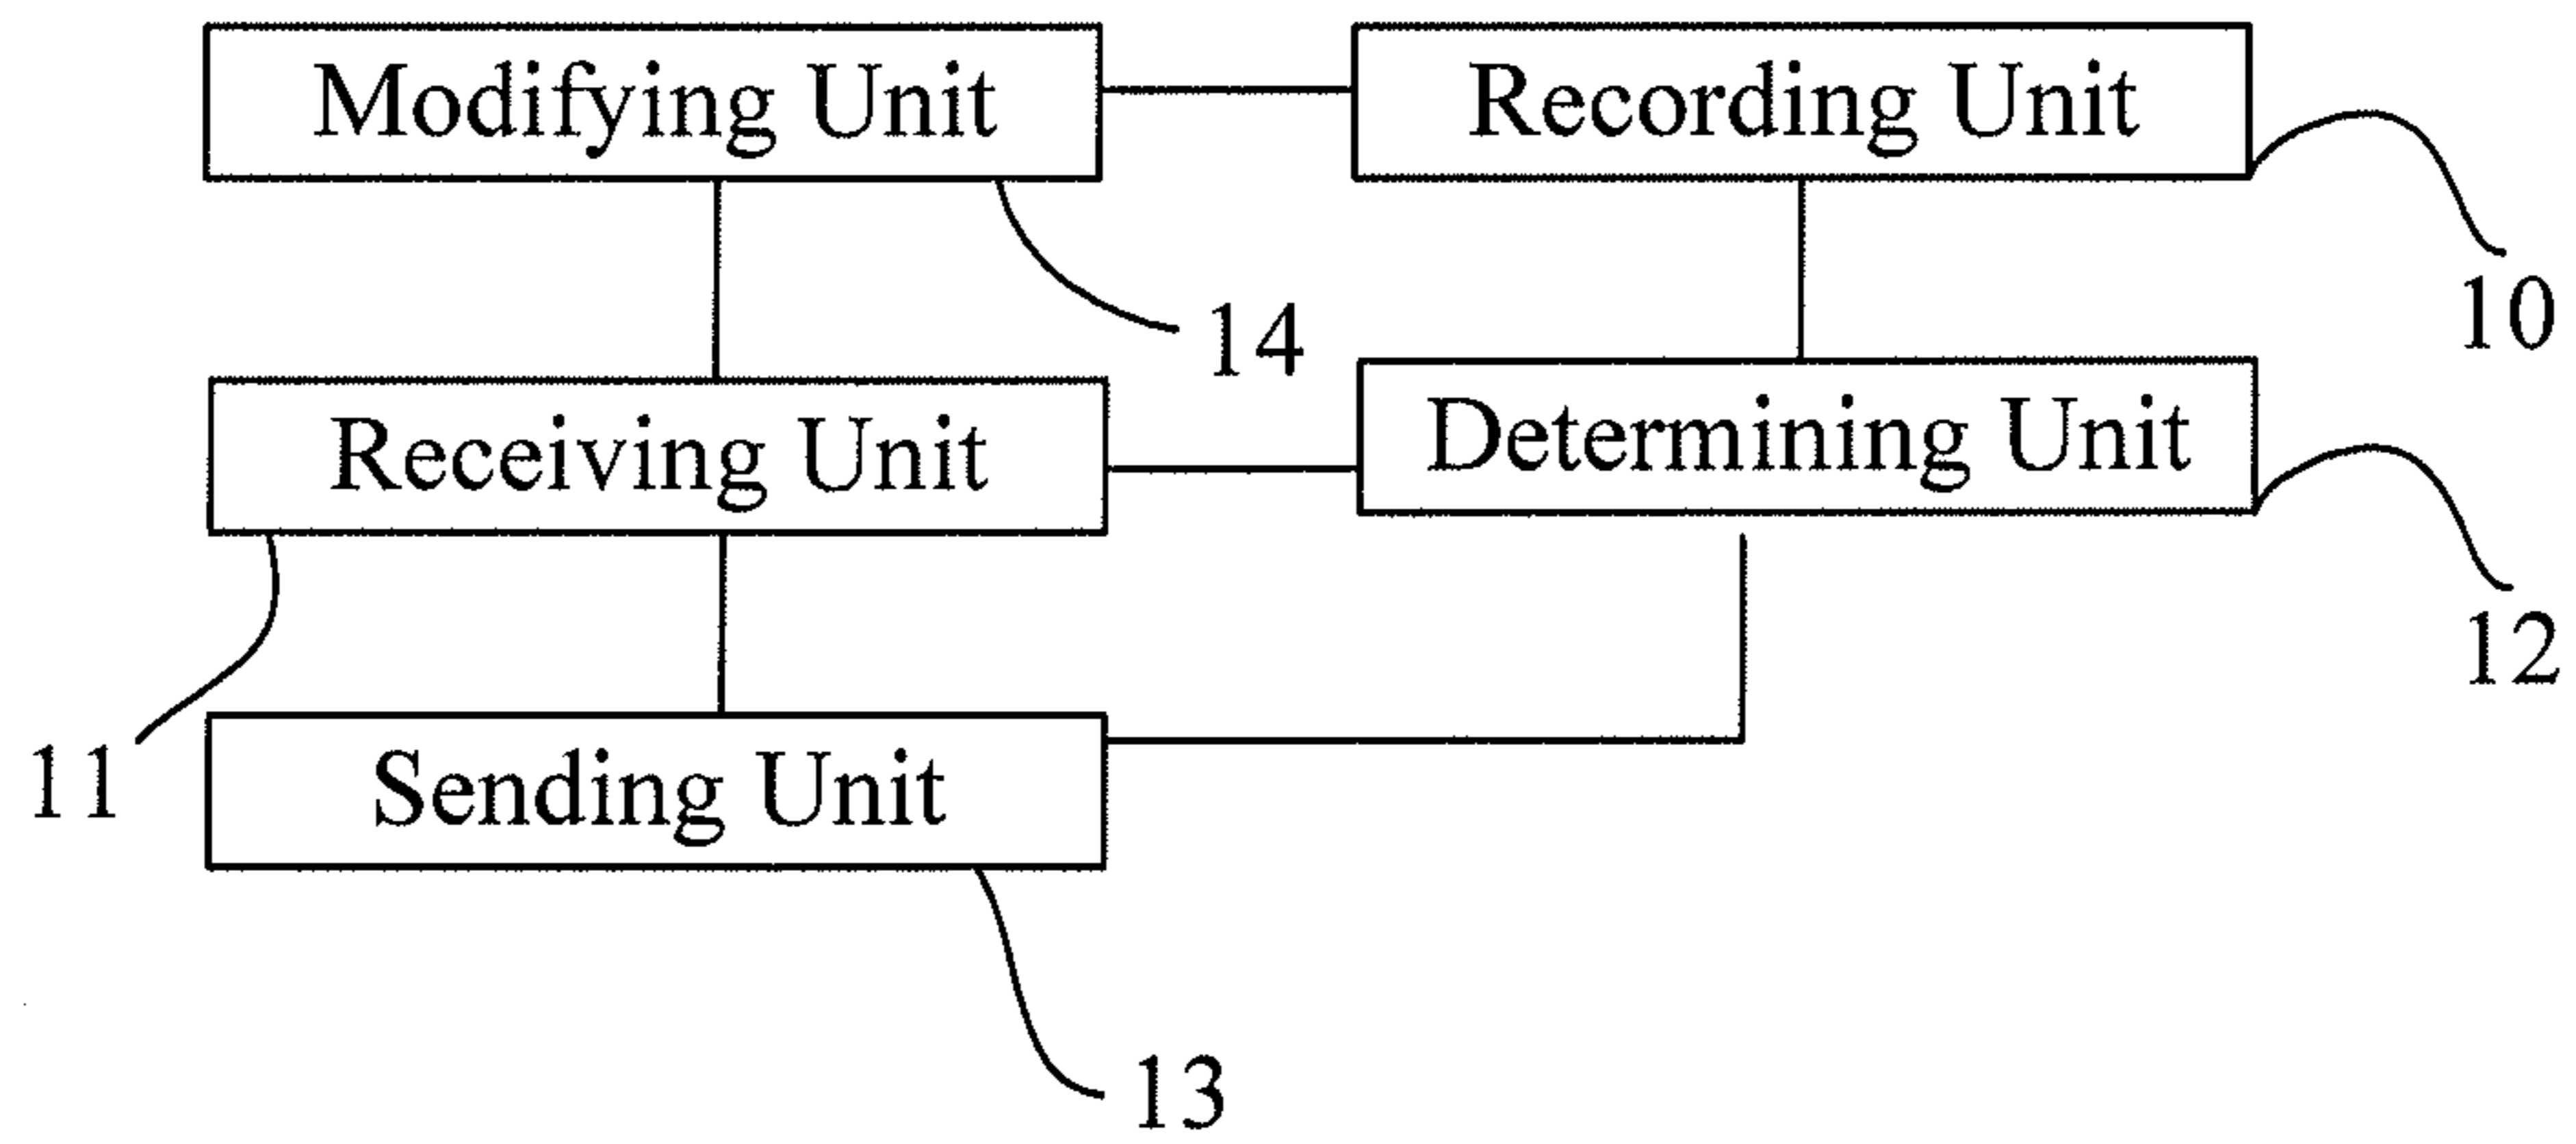 Modifying Unit
Recording Unit
10
14
Receiving Unit
Determining Unit
12
11
Sending Unit
13